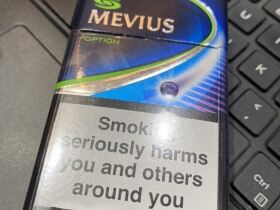 MEVIUS
OPTION
Smoking
seriously harms
you and others
around you
Ctrl